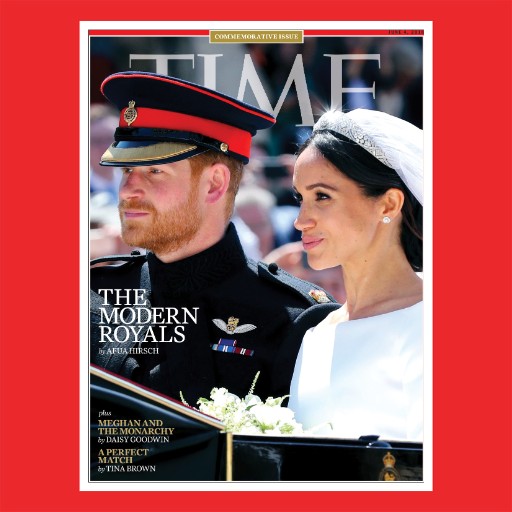 COMMEMORATIVE ISSUE
TIME
THE
MODERN
ROYALS
by AFUA HIRSCH
plus
MEGHAN AND
THE MONARCHY
by DAISY GOODWIN
A PERFECT
MATCH
by TINA BROWN